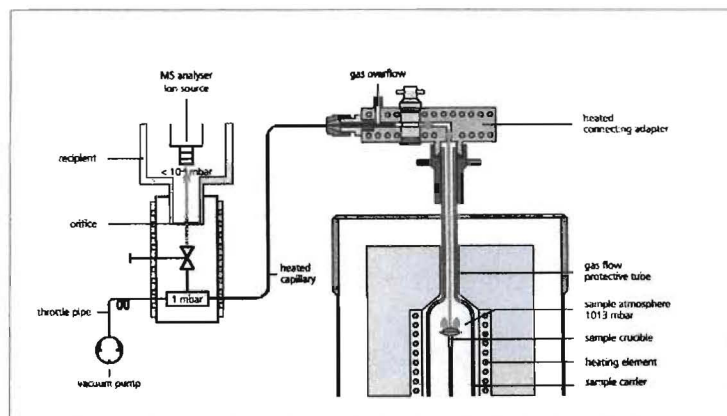 MS analyser
ion source
gas overflow
heated
connecting adapter
recipient
mbar
orifice
heated
capillary
gas flow
protective tube
throttle pipe
1 mbar
sample atmosphere
1013 mbar
sample crucible
heating element
vacuum pump
sample carrier